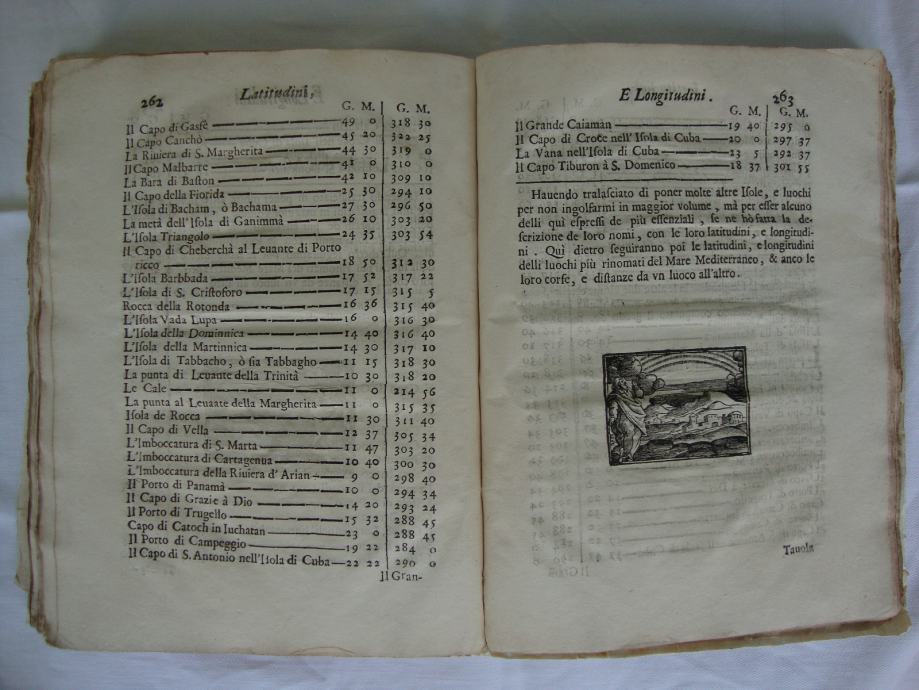 262 Latitudini,
G. M. G. M.
Il Capo di Gaſsè 49 0 318 30
Il Capo Canchò 45 20 322 25
La Riviera di S. Margherita 44 30 319 0
Il Capo Malbarre 41 0 310 0
La Bara di Baſton 42 10 309 10
Il Capo della Fiorida 25 30 294 10
L'Iſola di Bacham, ò Bachama 27 30 296 50
La metà dell'Iſola di Ganimmà 26 10 303 20
L'Iſola Triangolo 24 35 303 54
Il Capo di Cheberchà al Leuante di Porto
ricco 18 50 312 30
L'Iſola Barbbada 17 52 317 22
L'Iſola di S. Criſtoforo 17 15 315 5
Rocca della Rotonda 16 36 315 40
L'Iſola Vada Lupa 16 0 316 30
L'Iſola della Dominnica 14 40 316 40
L'Iſola della Martinnica 14 30 317 10
L'Iſola di Tabbacho, ò ſia Tabbagho 11 15 318 30
La punta di Leuante della Trinità 10 30 318 20
Le Cale 11 0 214 56
La punta al Leuante della Margherita 11 0 315 35
Iſola de Rocca 11 30 311 40
Il Capo di Vella 12 37 305 34
L'Imboccatura di S. Marta 11 47 303 20
L'Imboccatura di Cartagenua 10 40 300 30
L'Imboccatura della Riuiera d'Arian 9 0 298 40
Il Porto di Panamà 10 0 294 34
Il Capo di Grazie à Dio 14 20 293 24
Il Porto di Trugello 15 32 288 45
Capo di Catoch in Iuchatan 23 0 288 45
Il Porto di Campeggio 19 22 284 0
Il Capo di S. Antonio nell'Iſola di Cuba 22 22 290 0
Il Gran-
E Longitudini. 263
G. M. G. M.
Il Grande Caiamàn 19 40 295 0
Il Capo di Croce nell'Iſola di Cuba 20 0 297 37
La Vana nell'Iſola di Cuba 23 5 292 37
Il Capo Tiburon à S. Domenico 18 37 301 55
Hauendo tralaſciato di poner molte altre Iſole, e luochi
per non ingolfarmi in maggior volume, mà per eſſer alcuno
delli quì eſpreſſi de più eſſenziali, ſe ne hò fatta la de-
ſcrizione de loro nomi, con le loro latitudini, e longitudi-
ni. Quì dietro ſeguiranno poi le latitudini, e longitudini
delli luochi più rinomati del Mare Mediterraneo, & anco le
loro corſe, e diſtanze da vn luoco all'altro.
Tauola